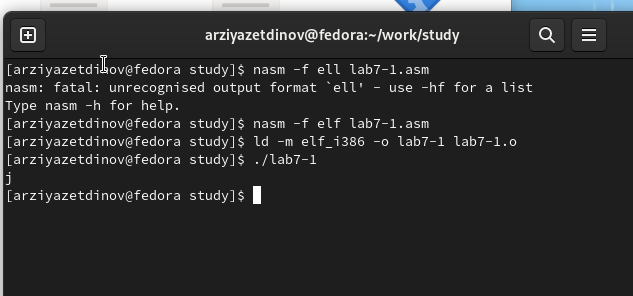 arziyazetdinov@fedora:~/work/study
[arziyazetdinov@fedora study]$ nasm -f ell lab7-1.asm
nasm: fatal: unrecognised output format `ell' - use -hf for a list
Type nasm -h for help.
[arziyazetdinov@fedora study]$ nasm -f elf lab7-1.asm
[arziyazetdinov@fedora study]$ ld -m elf_i386 -o lab7-1 lab7-1.o
[arziyazetdinov@fedora study]$ ./lab7-1
j
[arziyazetdinov@fedora study]$